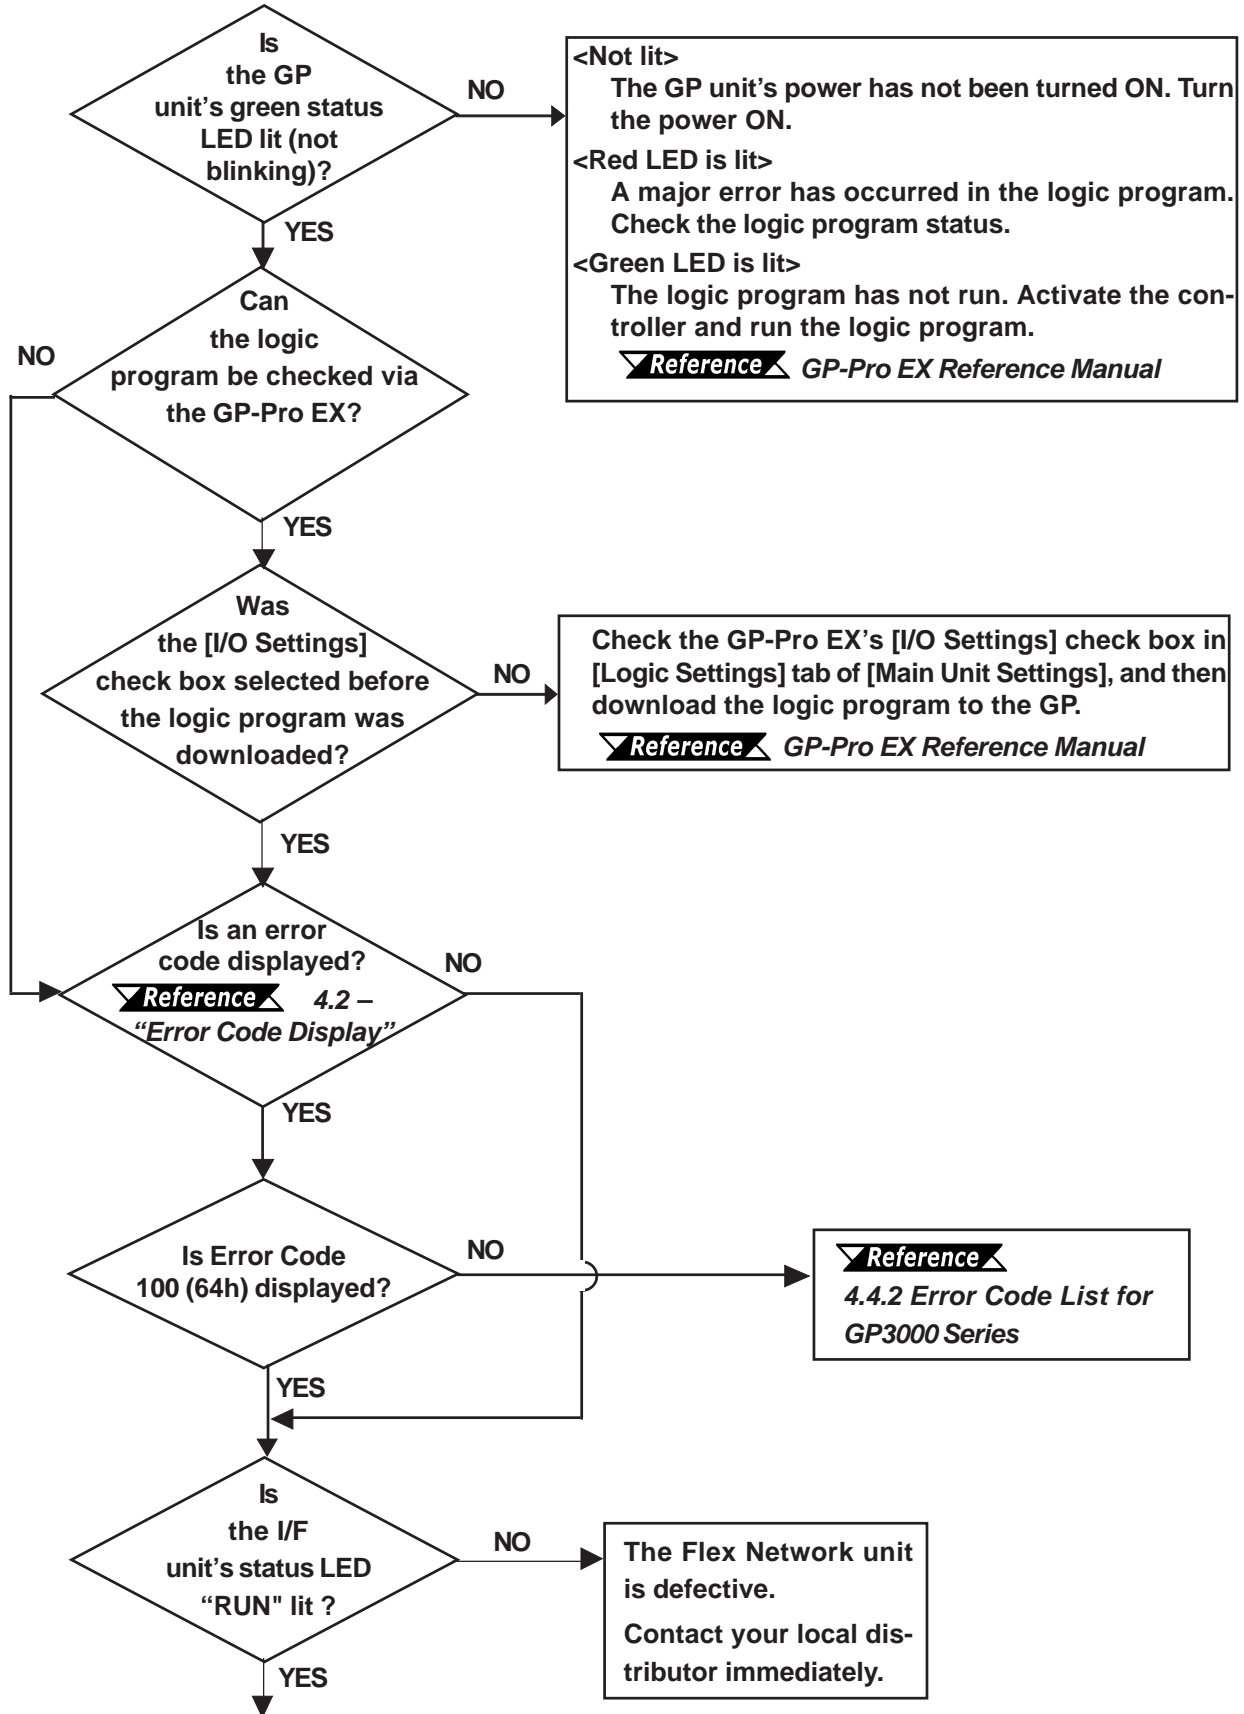 Is
the GP
unit's green status
LED lit (not
blinking)?
NO
<Not lit>
The GP unit's power has not been turned ON. Turn
the power ON.
<Red LED is lit>
A major error has occurred in the logic program.
Check the logic program status.
<Green LED is lit>
The logic program has not run. Activate the con-
troller and run the logic program.
Reference GP-Pro EX Reference Manual
YES
Can
the logic
program be checked via
the GP-Pro EX?
NO
YES
Was
the [I/O Settings]
check box selected before
the logic program was
downloaded?
NO
Check the GP-Pro EX's [I/O Settings] check box in
[Logic Settings] tab of [Main Unit Settings], and then
download the logic program to the GP.
Reference GP-Pro EX Reference Manual
YES
Is an error
code displayed?
Reference 4.2 –
“Error Code Display”
NO
YES
Is Error Code
100 (64h) displayed?
NO
Reference
4.4.2 Error Code List for
GP3000 Series
YES
Is
the I/F
unit's status LED
“RUN" lit ?
NO
The Flex Network unit
is defective.
Contact your local dis-
tributor immediately.
YES